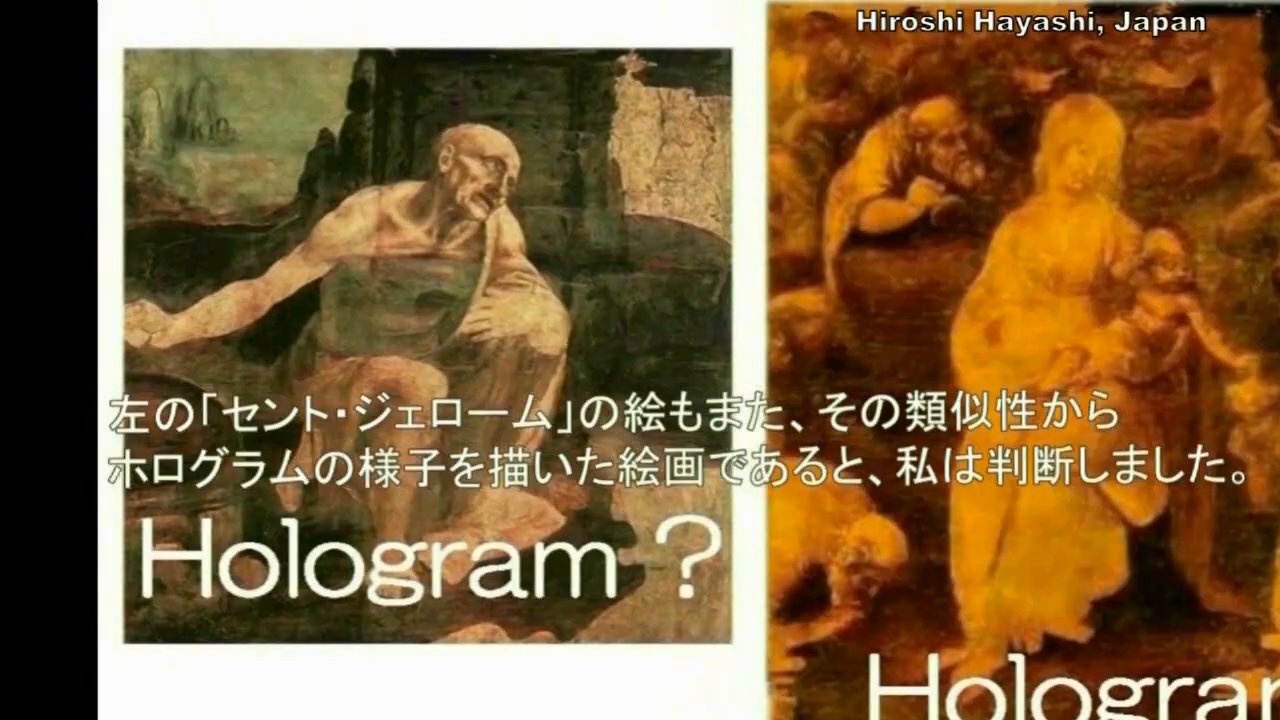 Hiroshi Hayashi, Japan
左の「セント・ジェローム」の絵もまた、その類似性から
ホログラムの様子を描いた絵画であると、私は判断しました。
Hologram ?
Hologram